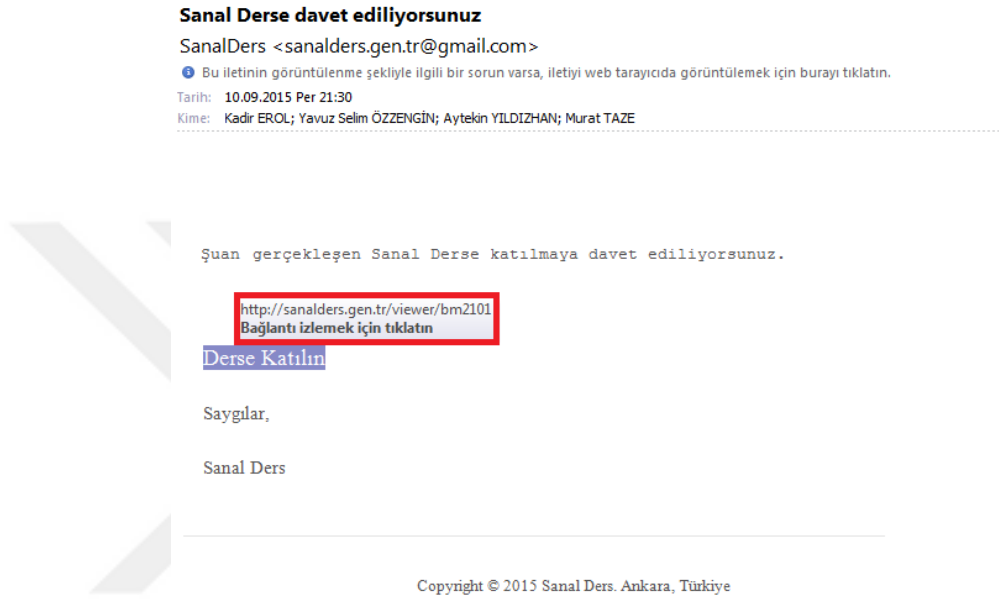 Sanal Derse davet ediliyorsunuz
SanalDers <sanalders.gen.tr@gmail.com>
Bu iletinin görüntülenme şekliyle ilgili bir sorun varsa, iletiyi web tarayıcıda görüntülemek için burayı tıklatın.
Tarih: 10.09.2015 Per 21:30
Kime: Kadir EROL; Yavuz Selim ÖZZENGİN; Aytekin YILDIZHAN; Murat TAZE
Şuan gerçekleşen Sanal Derse katılmaya davet ediliyorsunuz.
http://sanalders.gen.tr/viewer/bm2101
Bağlantı izlemek için tıklatın
Derse Katılın
Saygılar,
Sanal Ders
Copyright © 2015 Sanal Ders. Ankara, Türkiye